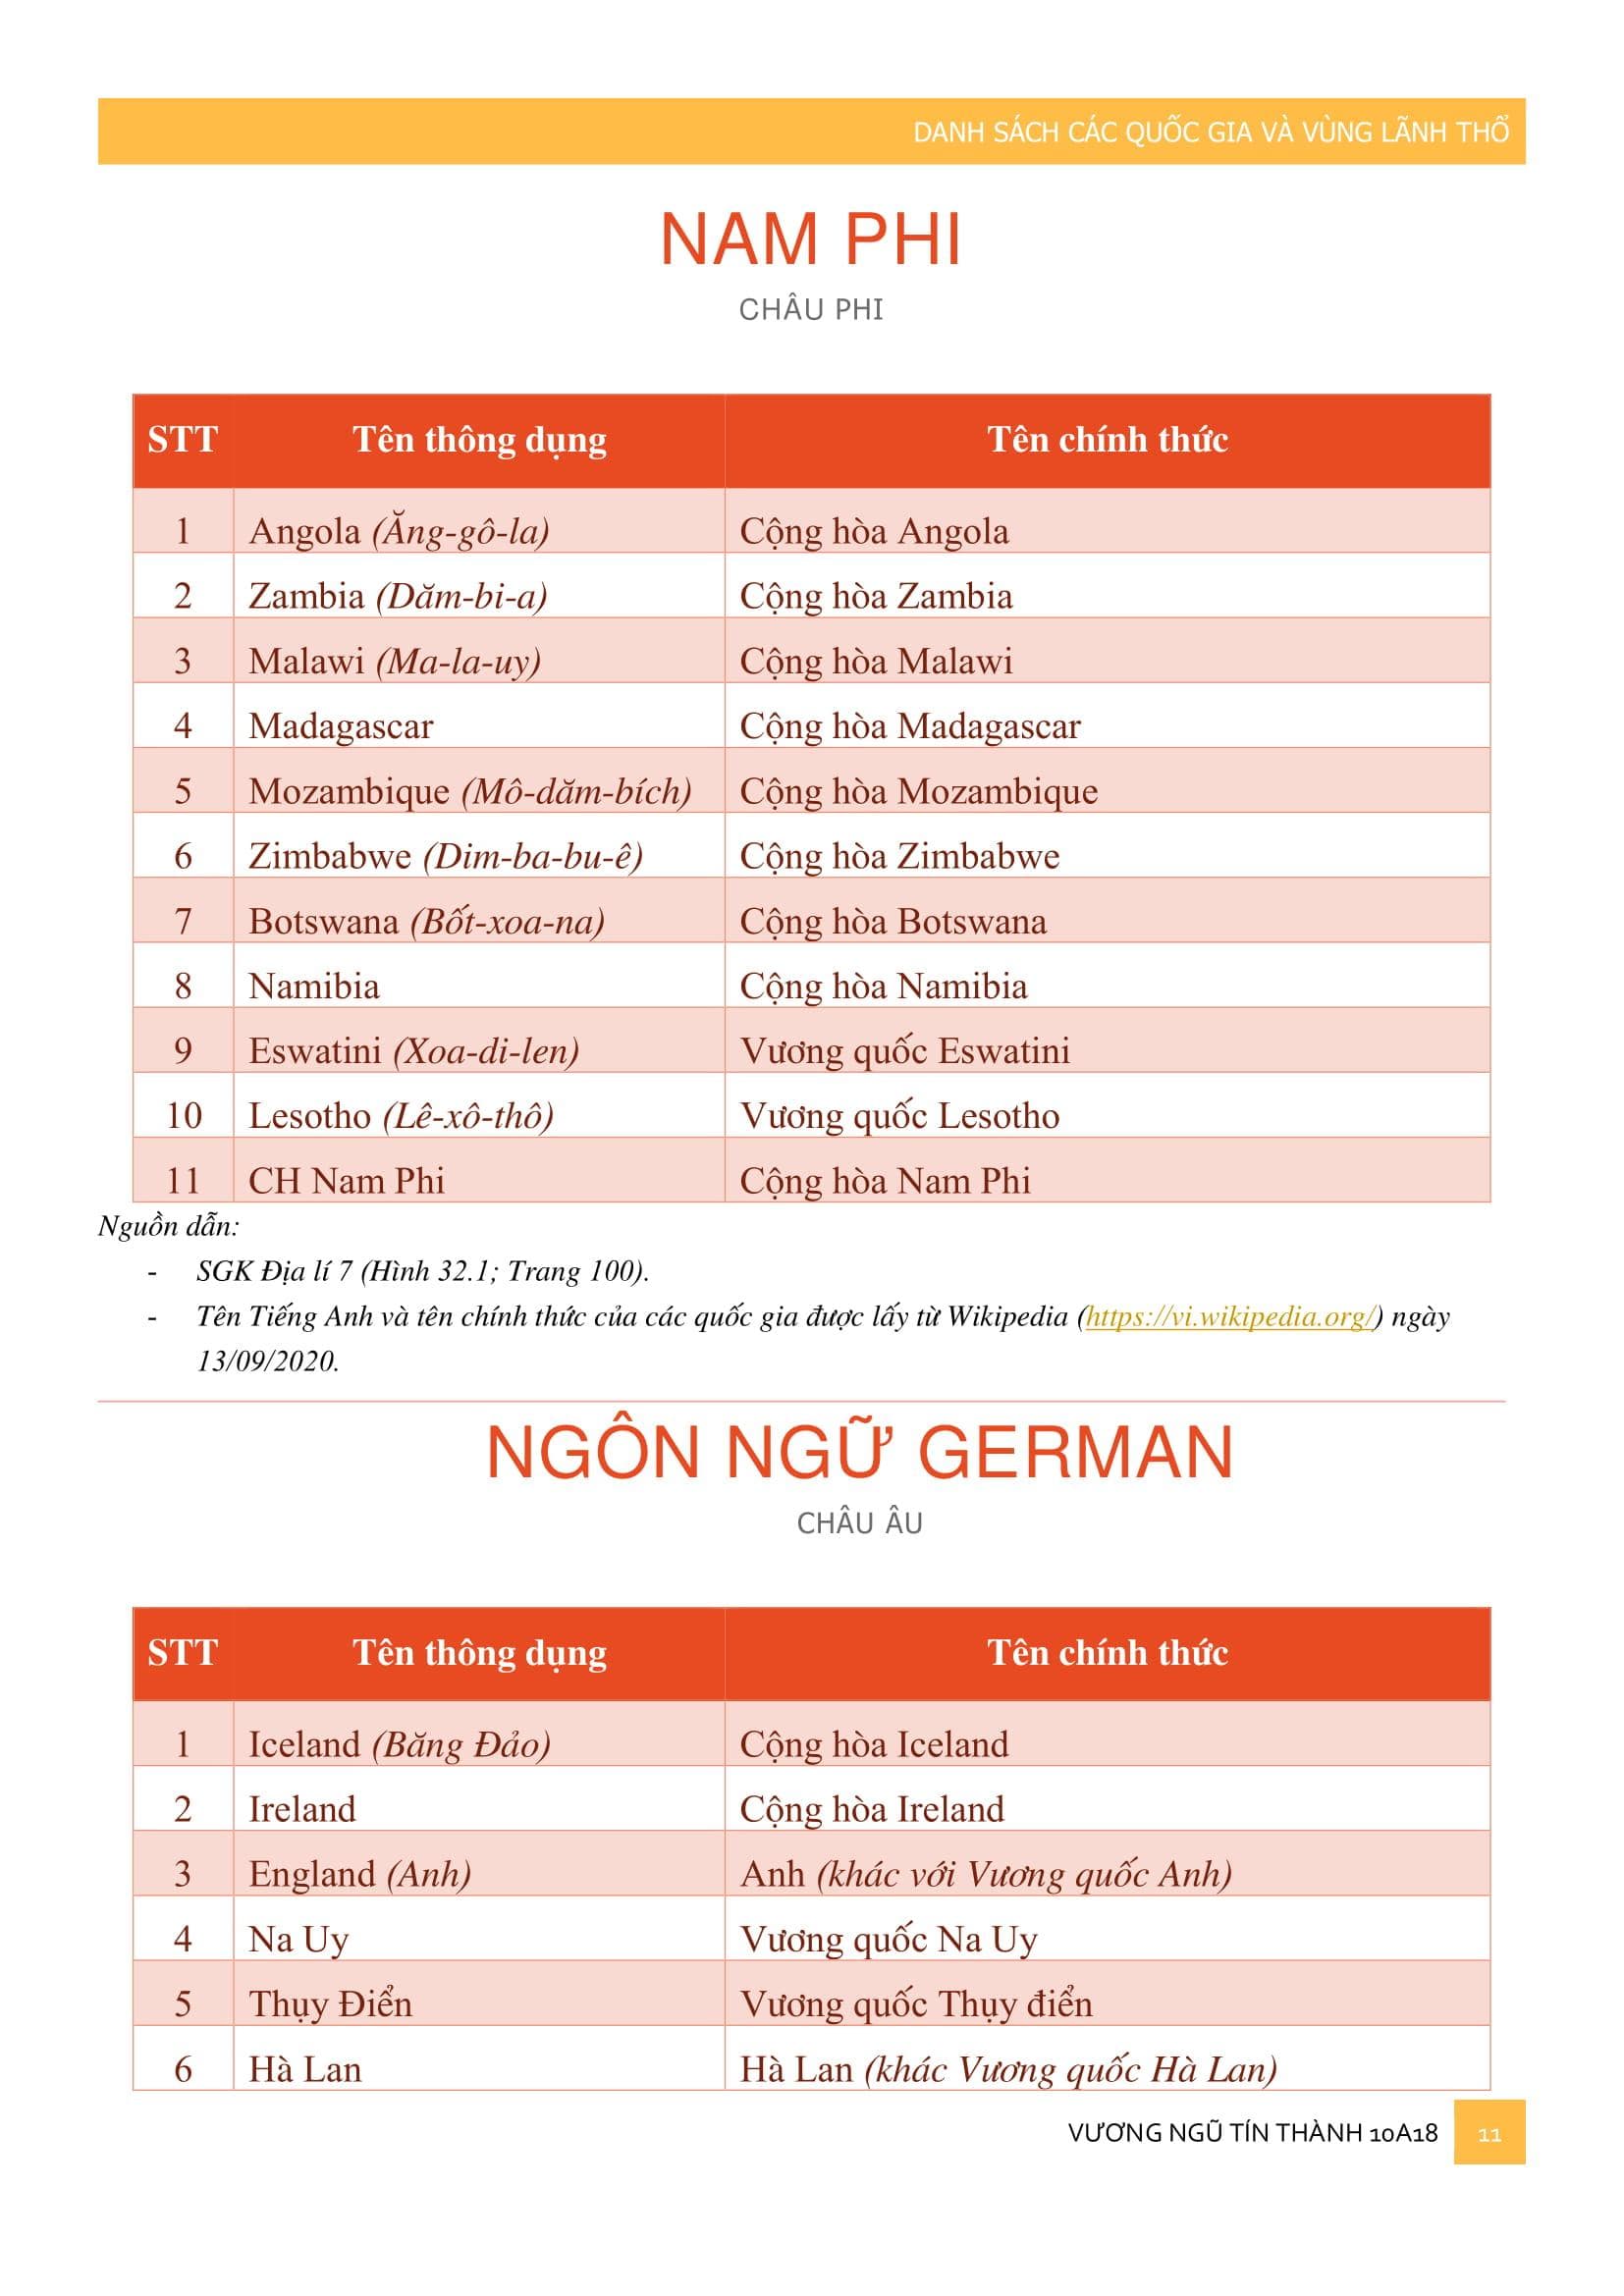 DANH SÁCH CÁC QUỐC GIA VÀ VÙNG LÃNH THỔ
NAM PHI
CHÂU PHI
STT Tên thông dụng Tên chính thức
1 Angola (Ăng-gô-la) Cộng hòa Angola
2 Zambia (Dăm-bi-a) Cộng hòa Zambia
3 Malawi (Ma-la-uy) Cộng hòa Malawi
4 Madagascar Cộng hòa Madagascar
5 Mozambique (Mô-dăm-bích) Cộng hòa Mozambique
6 Zimbabwe (Dim-ba-bu-ê) Cộng hòa Zimbabwe
7 Botswana (Bốt-xoa-na) Cộng hòa Botswana
8 Namibia Cộng hòa Namibia
9 Eswatini (Xoa-di-len) Vương quốc Eswatini
10 Lesotho (Lê-xô-thô) Vương quốc Lesotho
11 CH Nam Phi Cộng hòa Nam Phi
Nguồn dẫn:
- SGK Địa lí 7 (Hình 32.1; Trang 100).
- Tên Tiếng Anh và tên chính thức của các quốc gia được lấy từ Wikipedia (https://vi.wikipedia.org/) ngày
13/09/2020.
NGÔN NGỮ GERMAN
CHÂU ÂU
STT Tên thông dụng Tên chính thức
1 Iceland (Băng Đảo) Cộng hòa Iceland
2 Ireland Cộng hòa Ireland
3 England (Anh) Anh (khác với Vương quốc Anh)
4 Na Uy Vương quốc Na Uy
5 Thụy Điển Vương quốc Thụy điển
6 Hà Lan Hà Lan (khác Vương quốc Hà Lan)
VƯƠNG NGŨ TÍN THÀNH 10A18 11